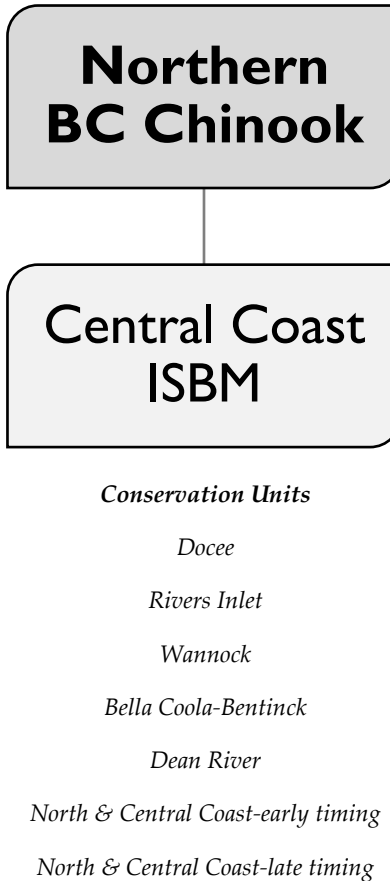 Northern
BC Chinook
Central Coast
ISBM
Conservation Units
Docee
Rivers Inlet
Wannock
Bella Coola-Bentinck
Dean River
North & Central Coast-early timing
North & Central Coast-late timing